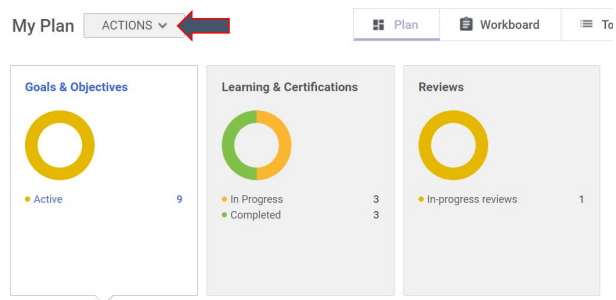 My Plan ACTIONS Plan Workboard To
Goals & Objectives
Active 9
Learning & Certifications
In Progress 3
Completed 3
Reviews
In-progress reviews 1